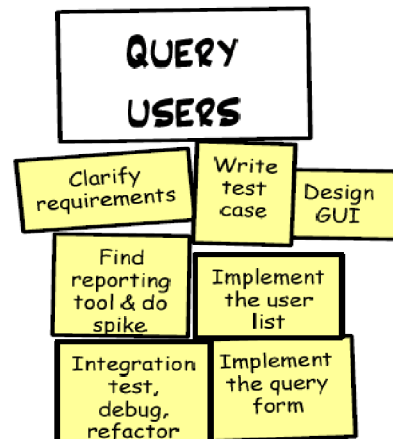 QUERY
USERS
Clarify
requirements
Write
test
case
Design
GUI
Find
reporting
tool & do
spike
Implement
the user
list
Integration
test,
debug,
refactor
Implement
the query
form